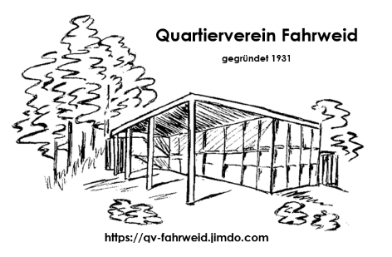 Quartierverein Fahrweid
gegründet 1931
https://qv-fahrweid.jimdo.com